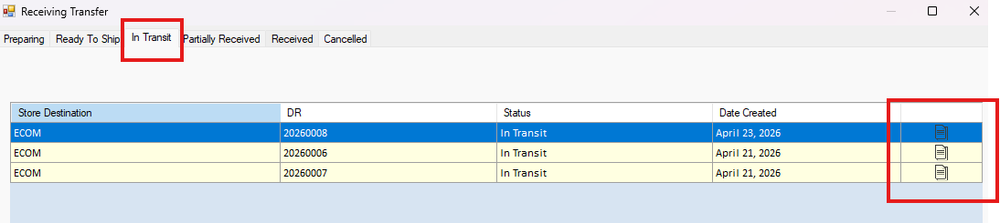 Receiving Transfer
Preparing Ready To Ship In Transit Partially Received Received Cancelled
Store Destination DR Status Date Created
ECOM 20260008 In Transit April 23, 2026
ECOM 20260006 In Transit April 21, 2026
ECOM 20260007 In Transit April 21, 2026